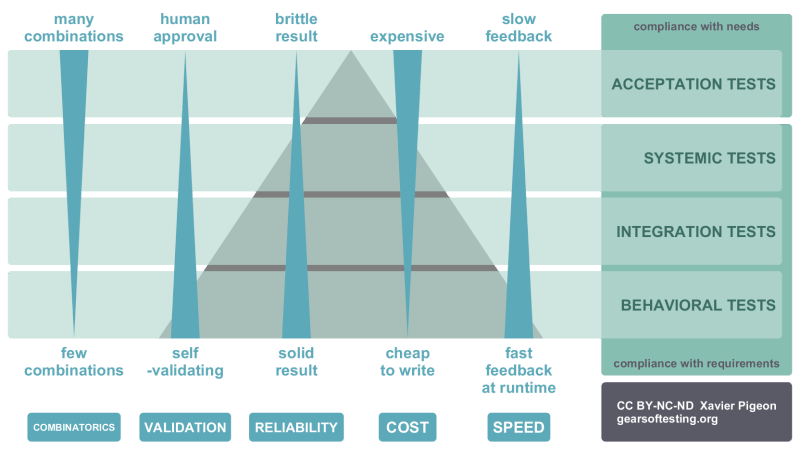 many
combinations
human
approval
brittle
result
expensive
slow
feedback
compliance with needs
ACCEPTATION TESTS
SYSTEMIC TESTS
INTEGRATION TESTS
BEHAVIORAL TESTS
few
combinations
self
-validating
solid
result
cheap
to write
fast
feedback
at runtime
compliance with requirements
COMBINATORICS
VALIDATION
RELIABILITY
COST
SPEED
CC BY-NC-ND  Xavier Pigeon
gearsoftesting.org